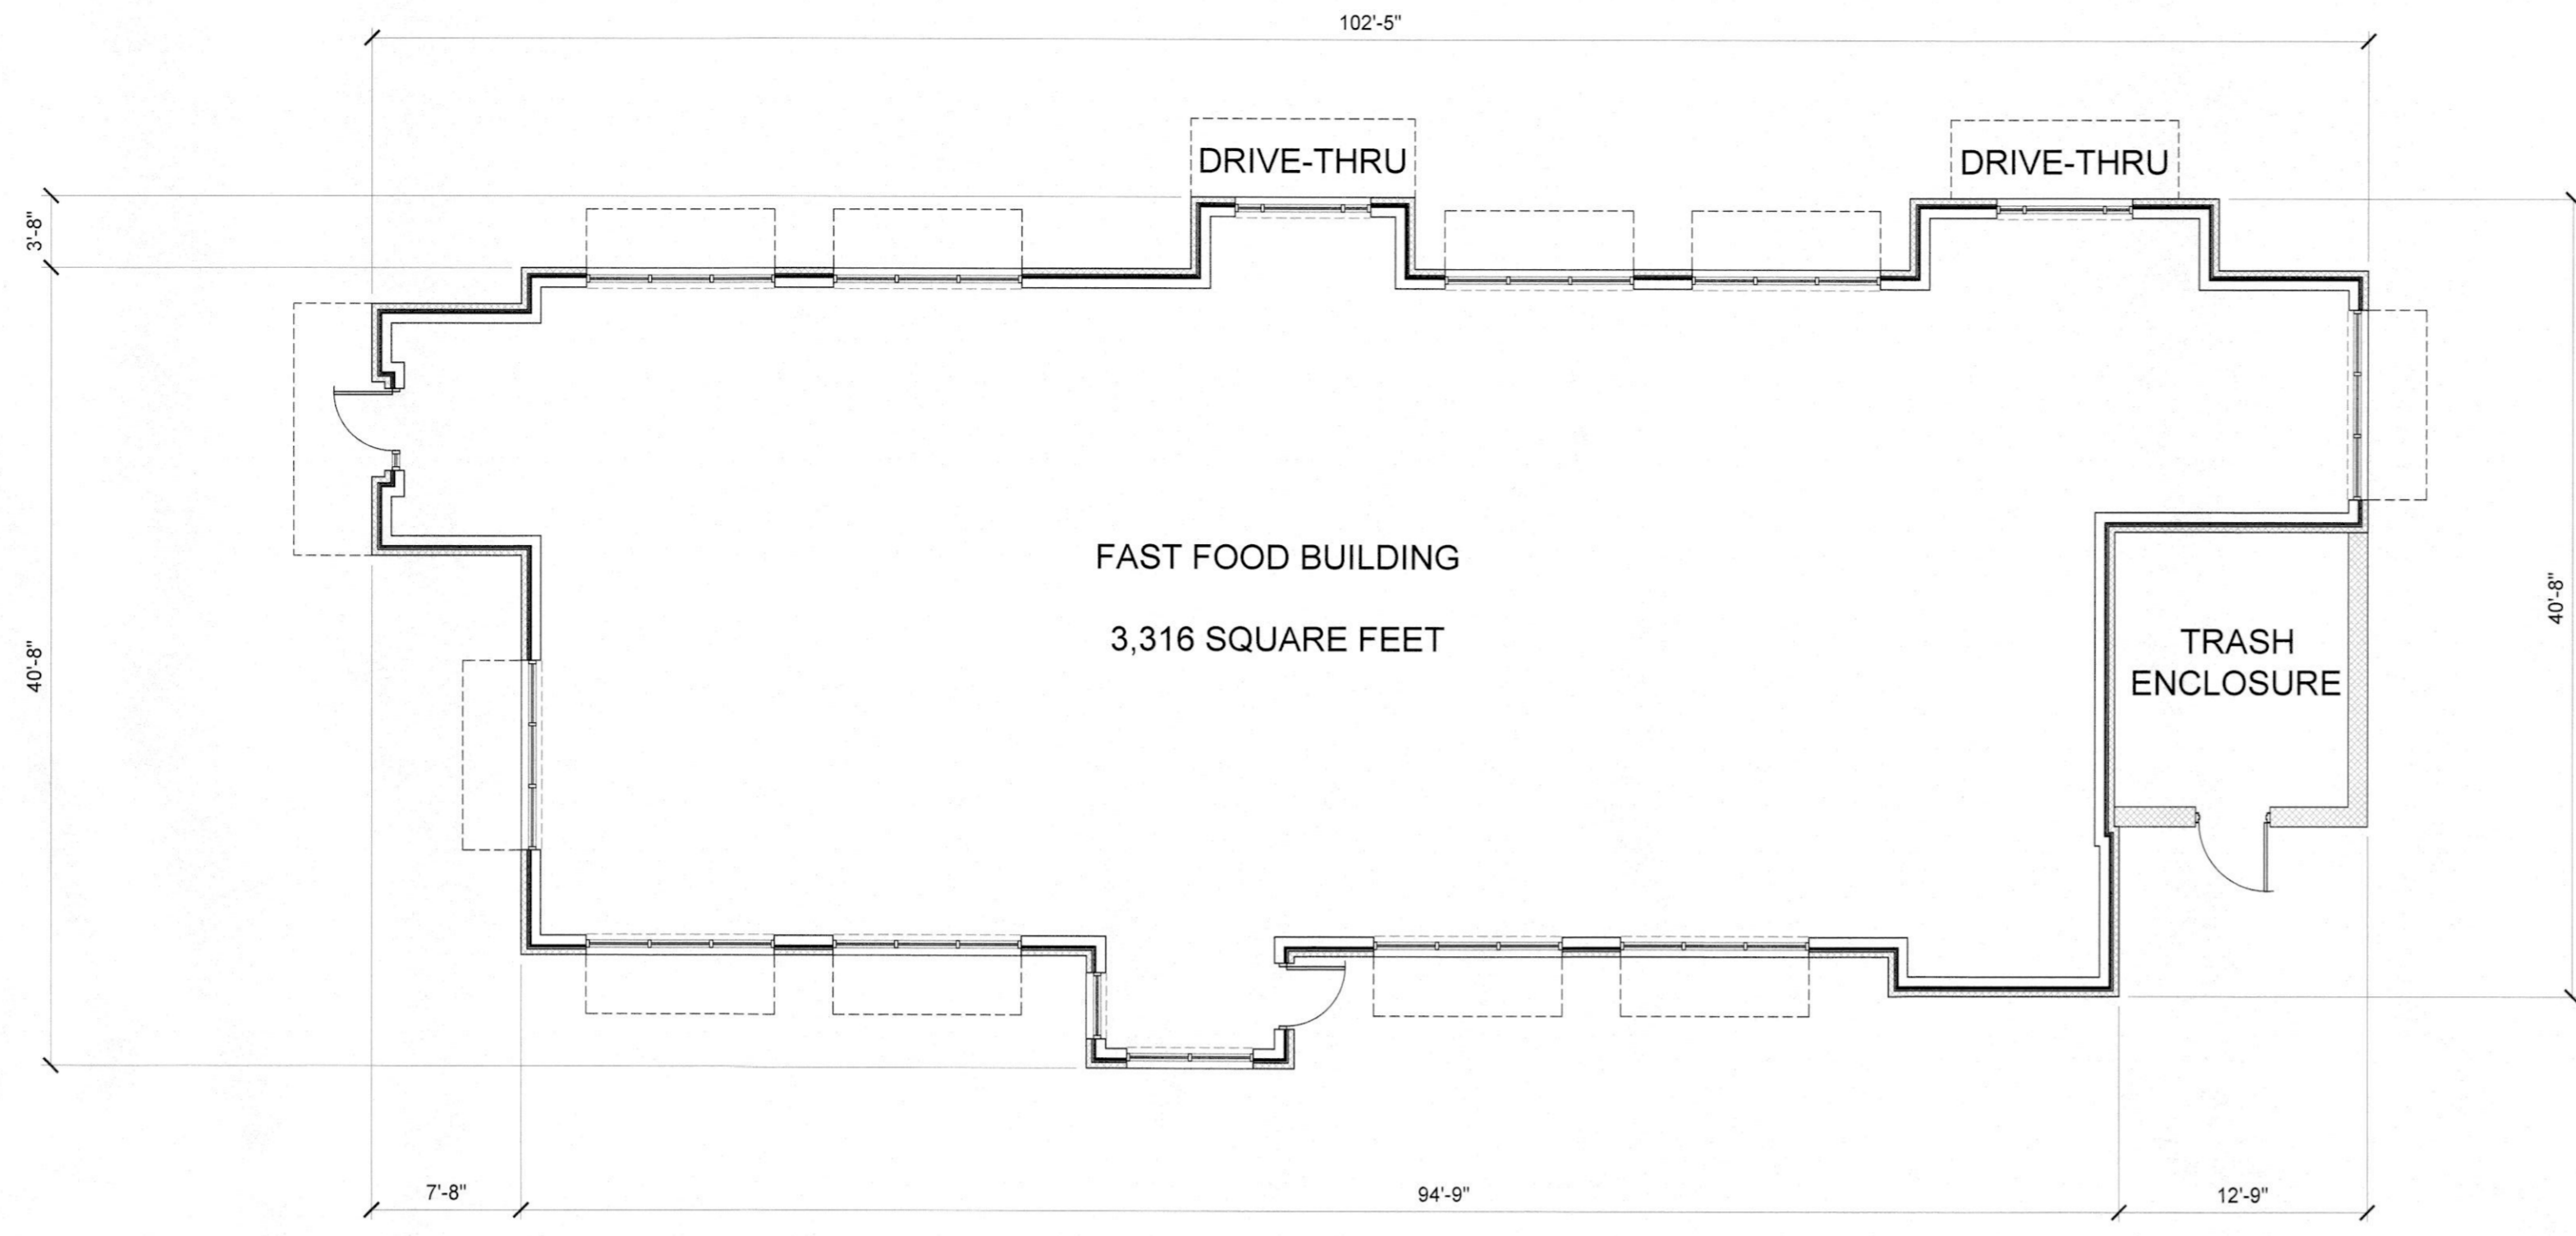 102'-5"
DRIVE-THRU
DRIVE-THRU
3'-8"
FAST FOOD BUILDING
3,316 SQUARE FEET
40'-8"
40'-8"
TRASH
ENCLOSURE
7'-8"
94'-9"
12'-9"